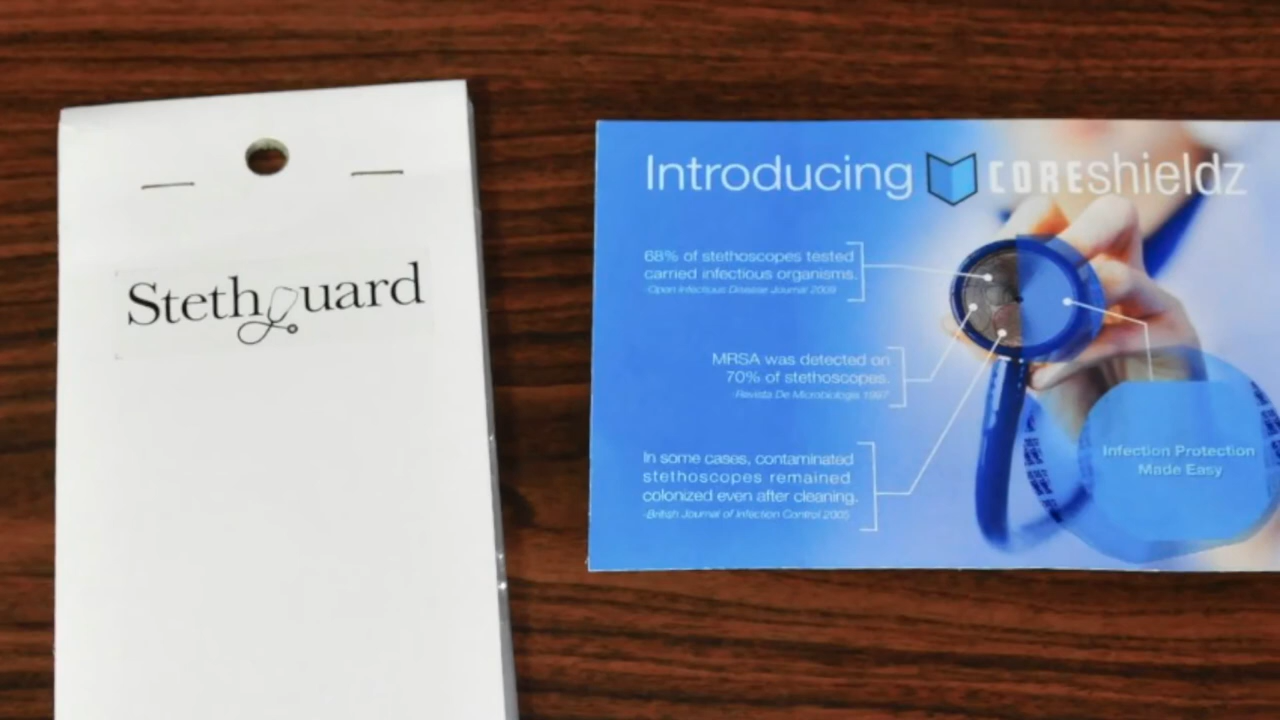 Stethguard
Introducing CORESHIELDZ
68% of stethoscopes tested
carried infectious organisms.
-Open Infectious Disease Journal 2009
MRSA was detected on
70% of stethoscopes.
-Revista De Microbiologia 1997
In some cases, contaminated
stethoscopes remained
colonized even after cleaning.
-British Journal of Infection Control 2005
Infection Protection
Made Easy